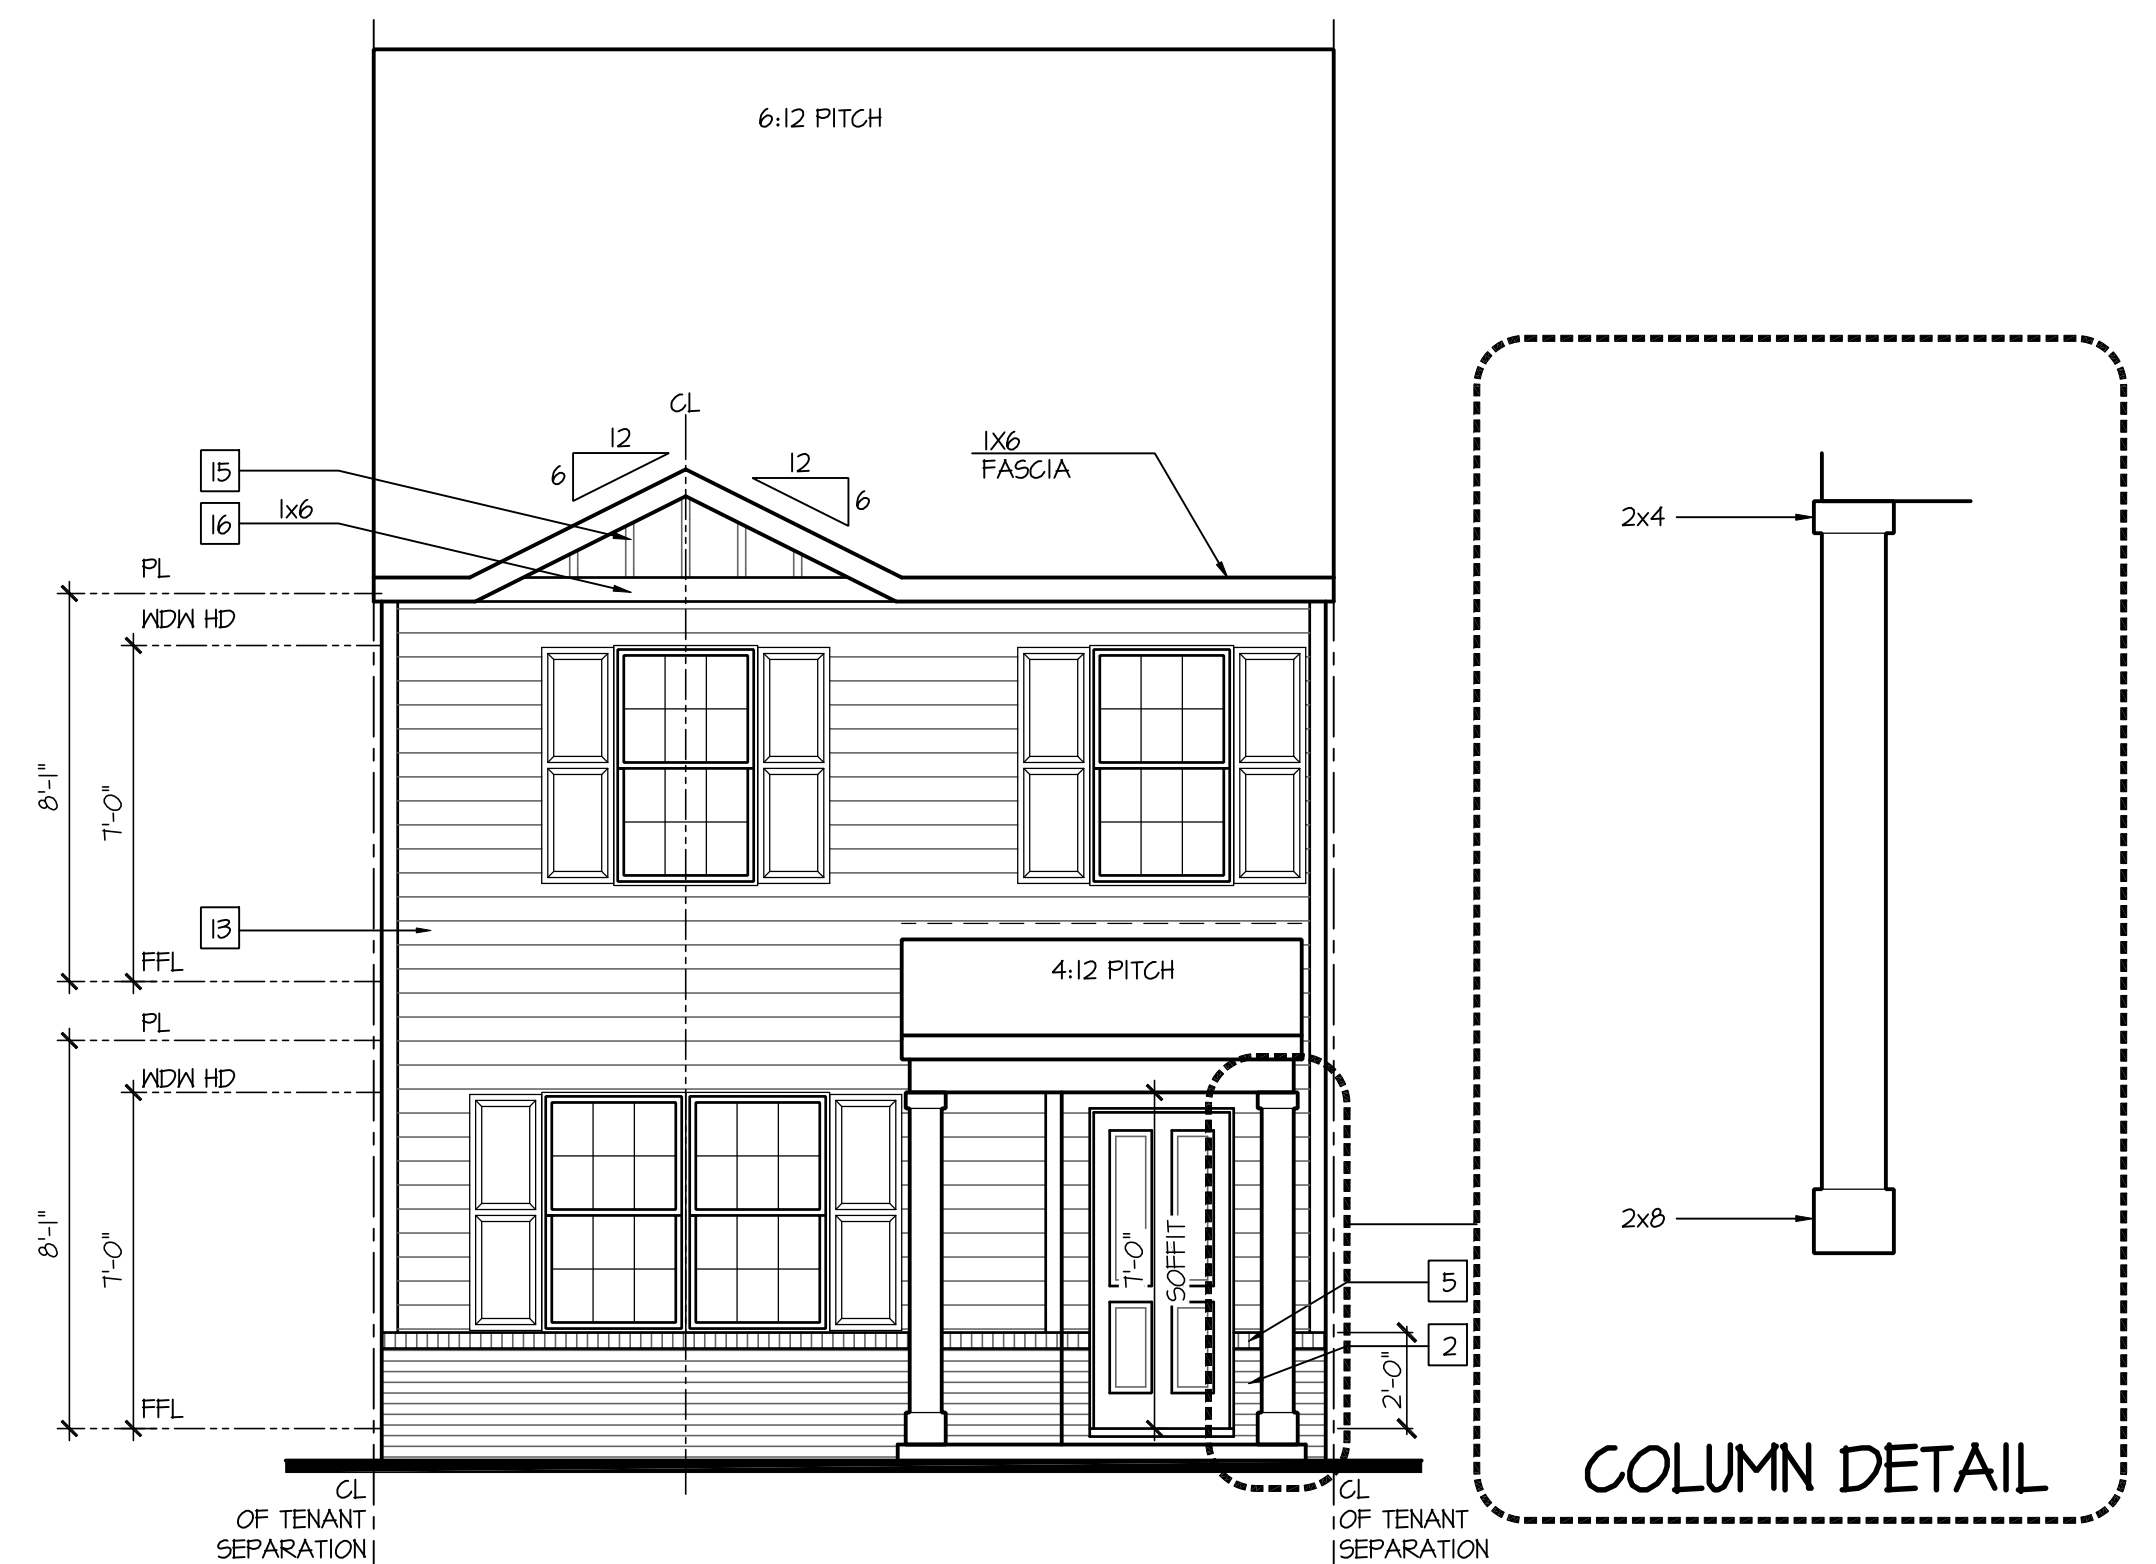 6:12 PITCH
CL
12
6
12
6
1X6
FASCIA
15
16
1x6
PL
WDW HD
8'-1"
7'-0"
13
FFL
4:12 PITCH
PL
WDW HD
8'-1"
7'-0"
7'-0"
SOFFIT
5
2
2'-0"
FFL
CL
OF TENANT
SEPARATION
CL
OF TENANT
SEPARATION
2x4
2x8
COLUMN DETAIL